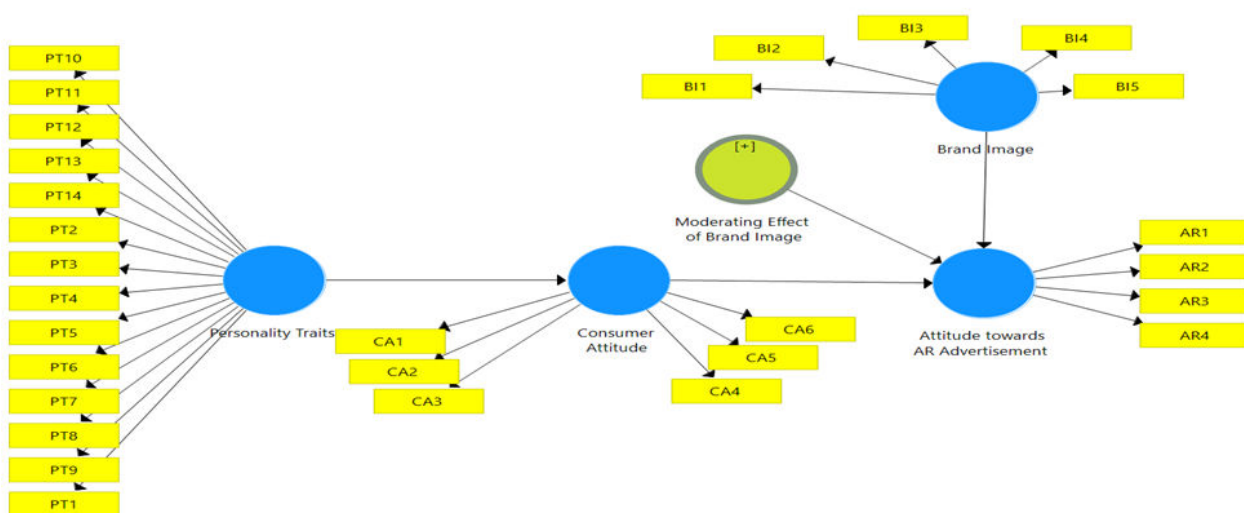 PT10
PT11
PT12
PT13
PT14
PT2
PT3
PT4
PT5
PT6
PT7
PT8
PT9
PT1
Personality Traits
CA1
CA2
CA3
Consumer
Attitude
CA6
CA5
CA4
BI1
BI2
BI3
BI4
BI5
Brand Image
[+]
Moderating Effect
of Brand Image
Attitude towards
AR Advertisement
AR1
AR2
AR3
AR4